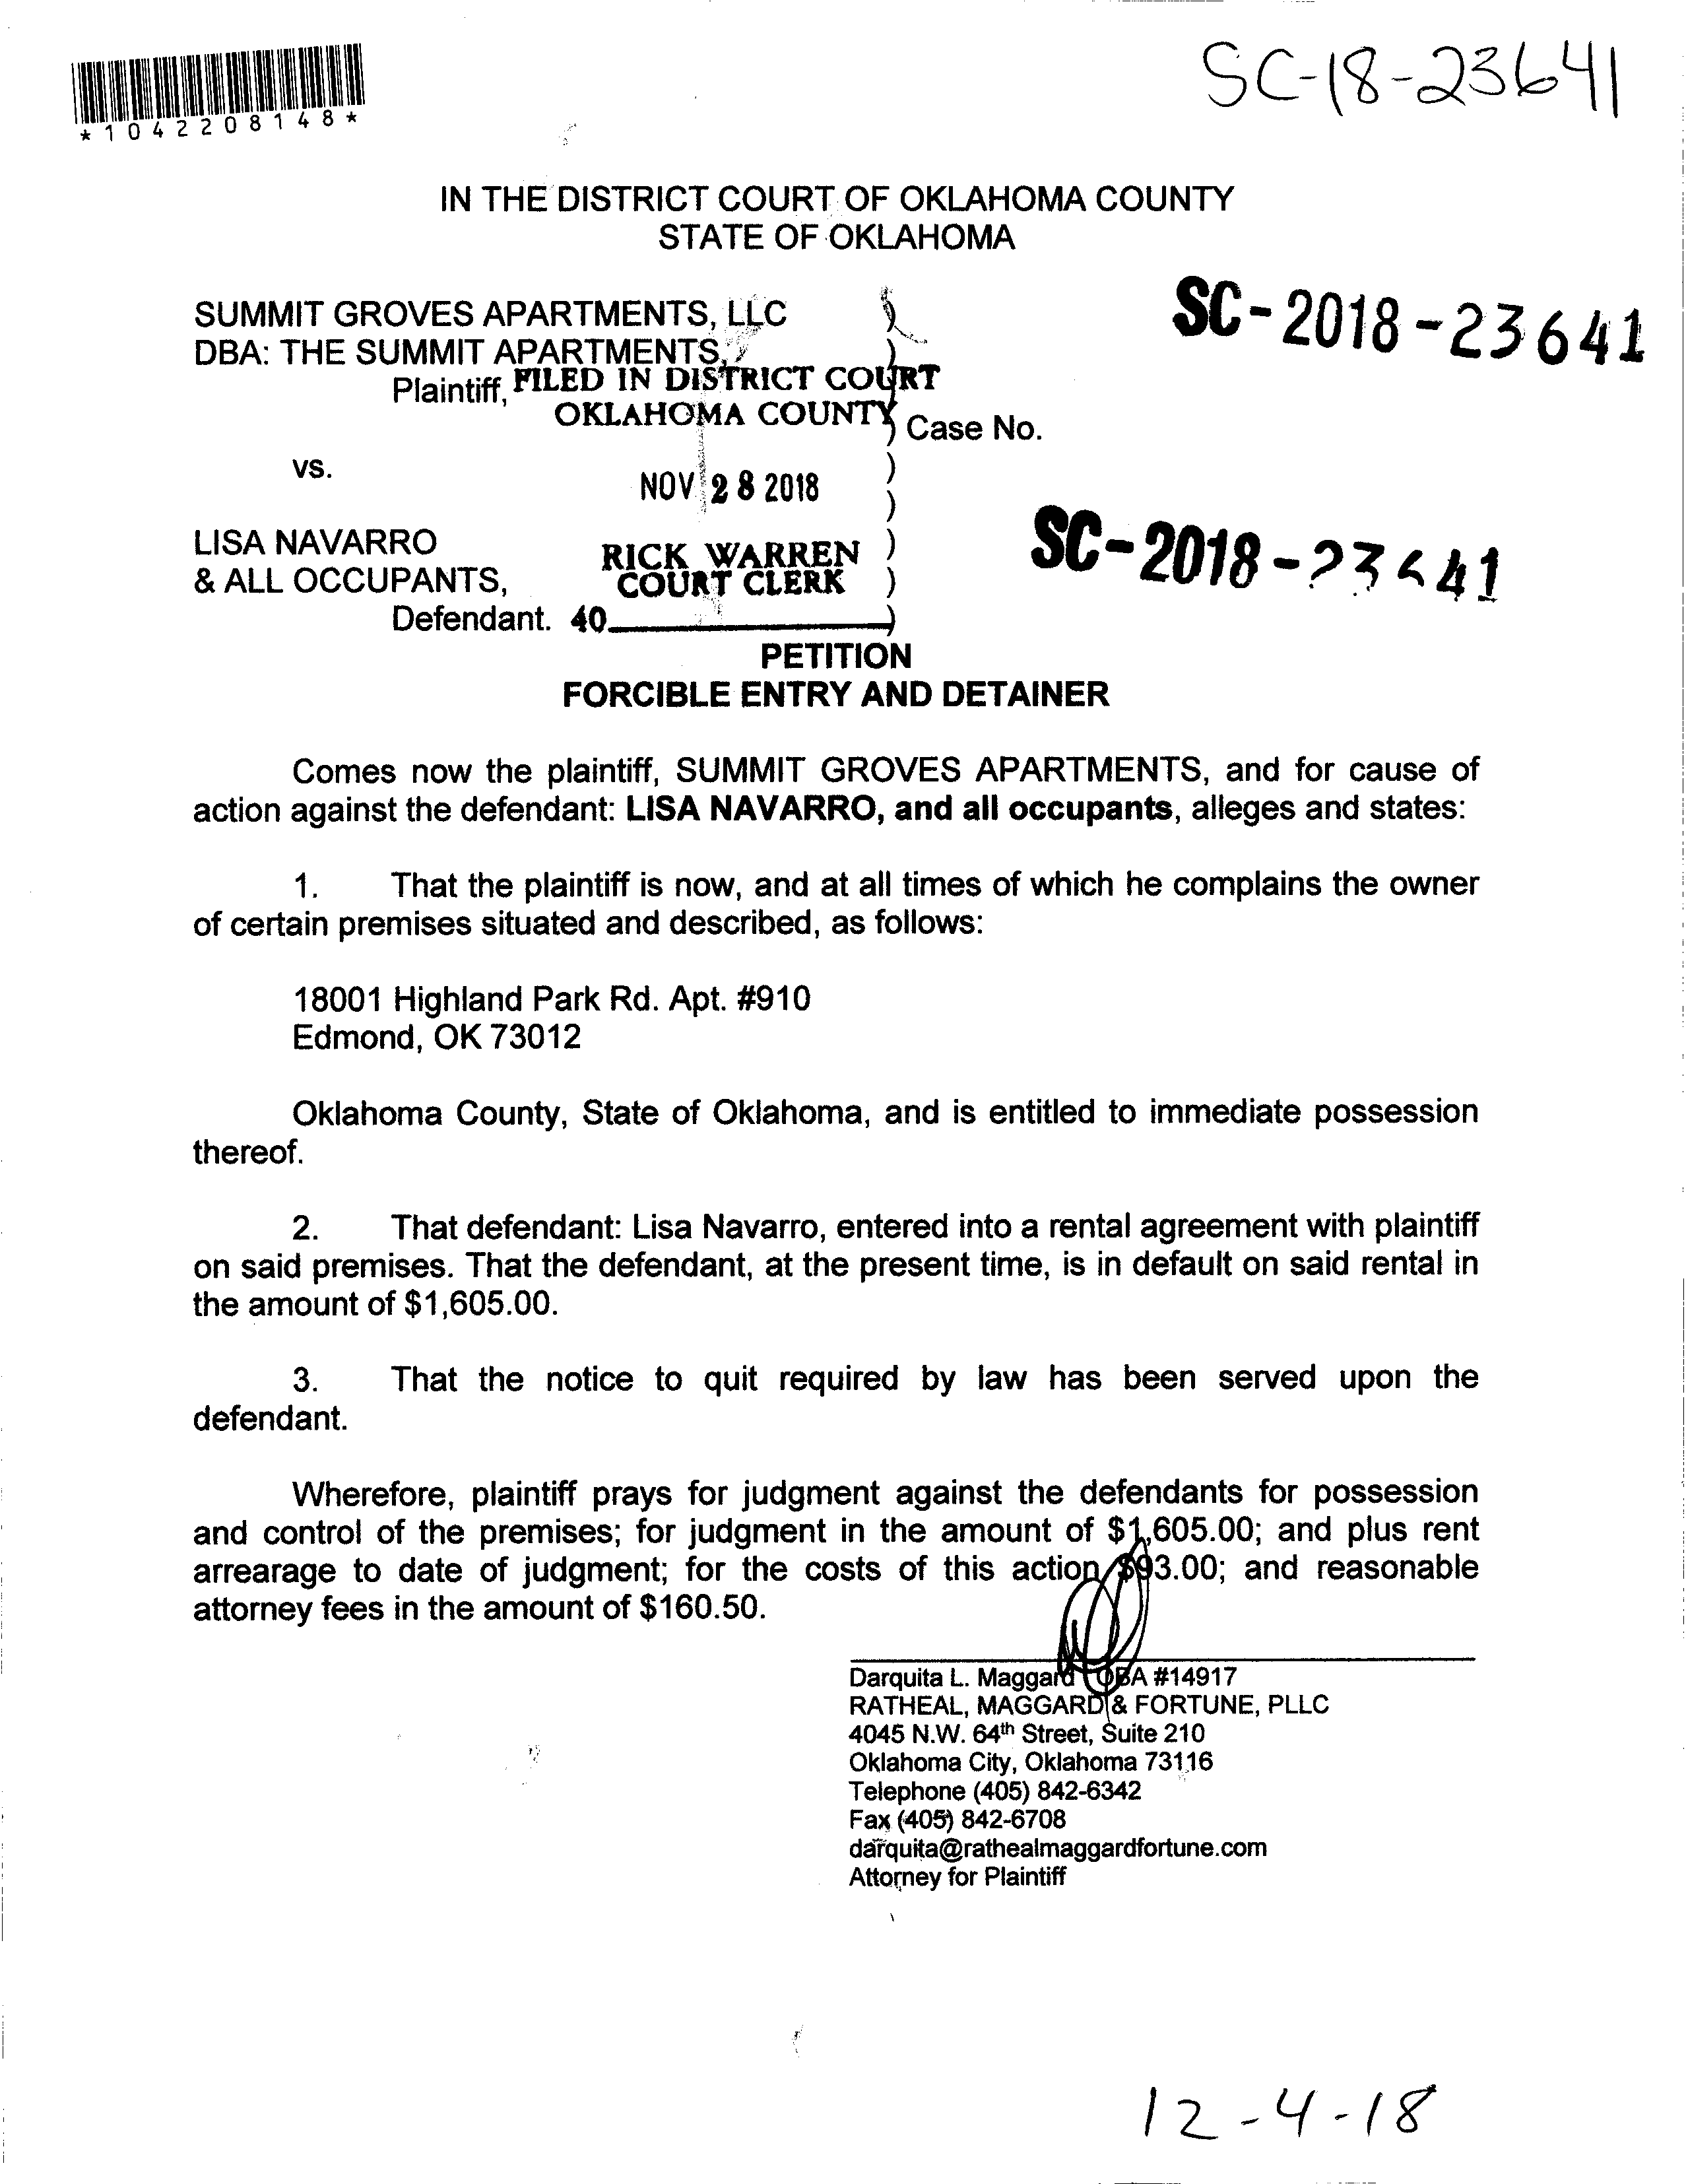 SC-18-23641
*1042208148*
IN THE DISTRICT COURT OF OKLAHOMA COUNTY
STATE OF OKLAHOMA
SUMMIT GROVES APARTMENTS, LLC )
SC-2018-23641
DBA: THE SUMMIT APARTMENTS, )
Plaintiff, FILED IN DISTRICT COURT
OKLAHOMA COUNTY
) Case No.
vs. )
NOV 28 2018 )
LISA NAVARRO RICK WARREN )
SC-2018-23641
& ALL OCCUPANTS, COURT CLERK )
Defendant. 40 )
PETITION
FORCIBLE ENTRY AND DETAINER
Comes now the plaintiff, SUMMIT GROVES APARTMENTS, and for cause of
action against the defendant: LISA NAVARRO, and all occupants, alleges and states:
1. That the plaintiff is now, and at all times of which he complains the owner
of certain premises situated and described, as follows:
18001 Highland Park Rd. Apt. #910
Edmond, OK 73012
Oklahoma County, State of Oklahoma, and is entitled to immediate possession
thereof.
2. That defendant: Lisa Navarro, entered into a rental agreement with plaintiff
on said premises. That the defendant, at the present time, is in default on said rental in
the amount of $1,605.00.
3. That the notice to quit required by law has been served upon the
defendant.
Wherefore, plaintiff prays for judgment against the defendants for possession
and control of the premises; for judgment in the amount of $1,605.00; and plus rent
arrearage to date of judgment; for the costs of this action $93.00; and reasonable
attorney fees in the amount of $160.50.
Darquita L. Maggard OBA #14917
RATHEAL, MAGGARD & FORTUNE, PLLC
4045 N.W. 64th Street, Suite 210
Oklahoma City, Oklahoma 73116
Telephone (405) 842-6342
Fax (405) 842-6708
darquita@rathealmaggardfortune.com
Attorney for Plaintiff
12-4-18